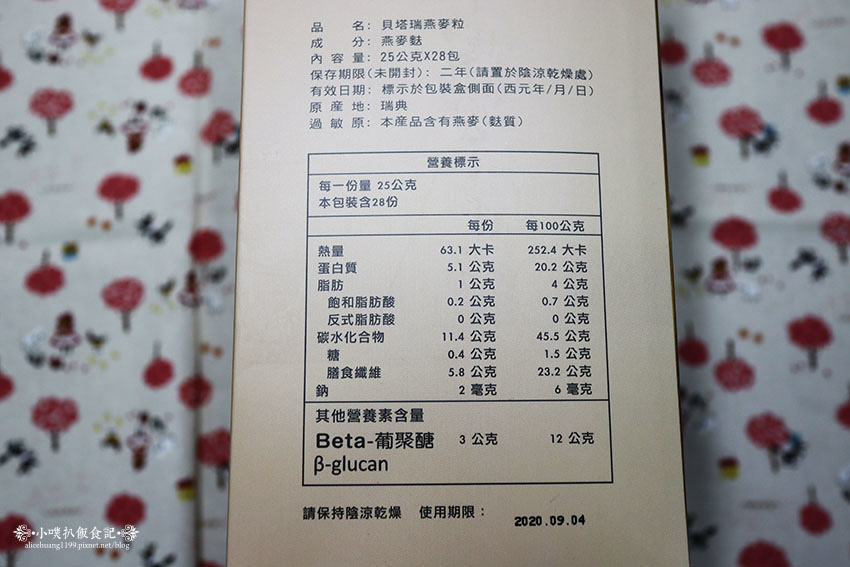 品　　名：貝塔瑞燕麥粒
成　　分：燕麥麩
內 容 量：25公克X28包
保存期限(未開封)：二年(請置於陰涼乾燥處)
有效日期：標示於包裝盒側面(西元年/月/日)
原 產 地：瑞典
過 敏 原：本產品含有燕麥(麩質)
營養標示
每一份量 25公克
本包裝含28份
每份 每100公克
熱量 63.1 大卡 252.4 大卡
蛋白質 5.1 公克 20.2 公克
脂肪 1 公克 4 公克
飽和脂肪酸 0.2 公克 0.7 公克
反式脂肪酸 0 公克 0 公克
碳水化合物 11.4 公克 45.5 公克
糖 0.4 公克 1.5 公克
膳食纖維 5.8 公克 23.2 公克
鈉 2 毫克 6 毫克
其他營養素含量
Beta-葡聚醣 3 公克 12 公克
β-glucan
請保持陰涼乾燥 使用期限： 2020.09.04
小噗趴飯食記
alicehuang1199.pixnet.net/blog